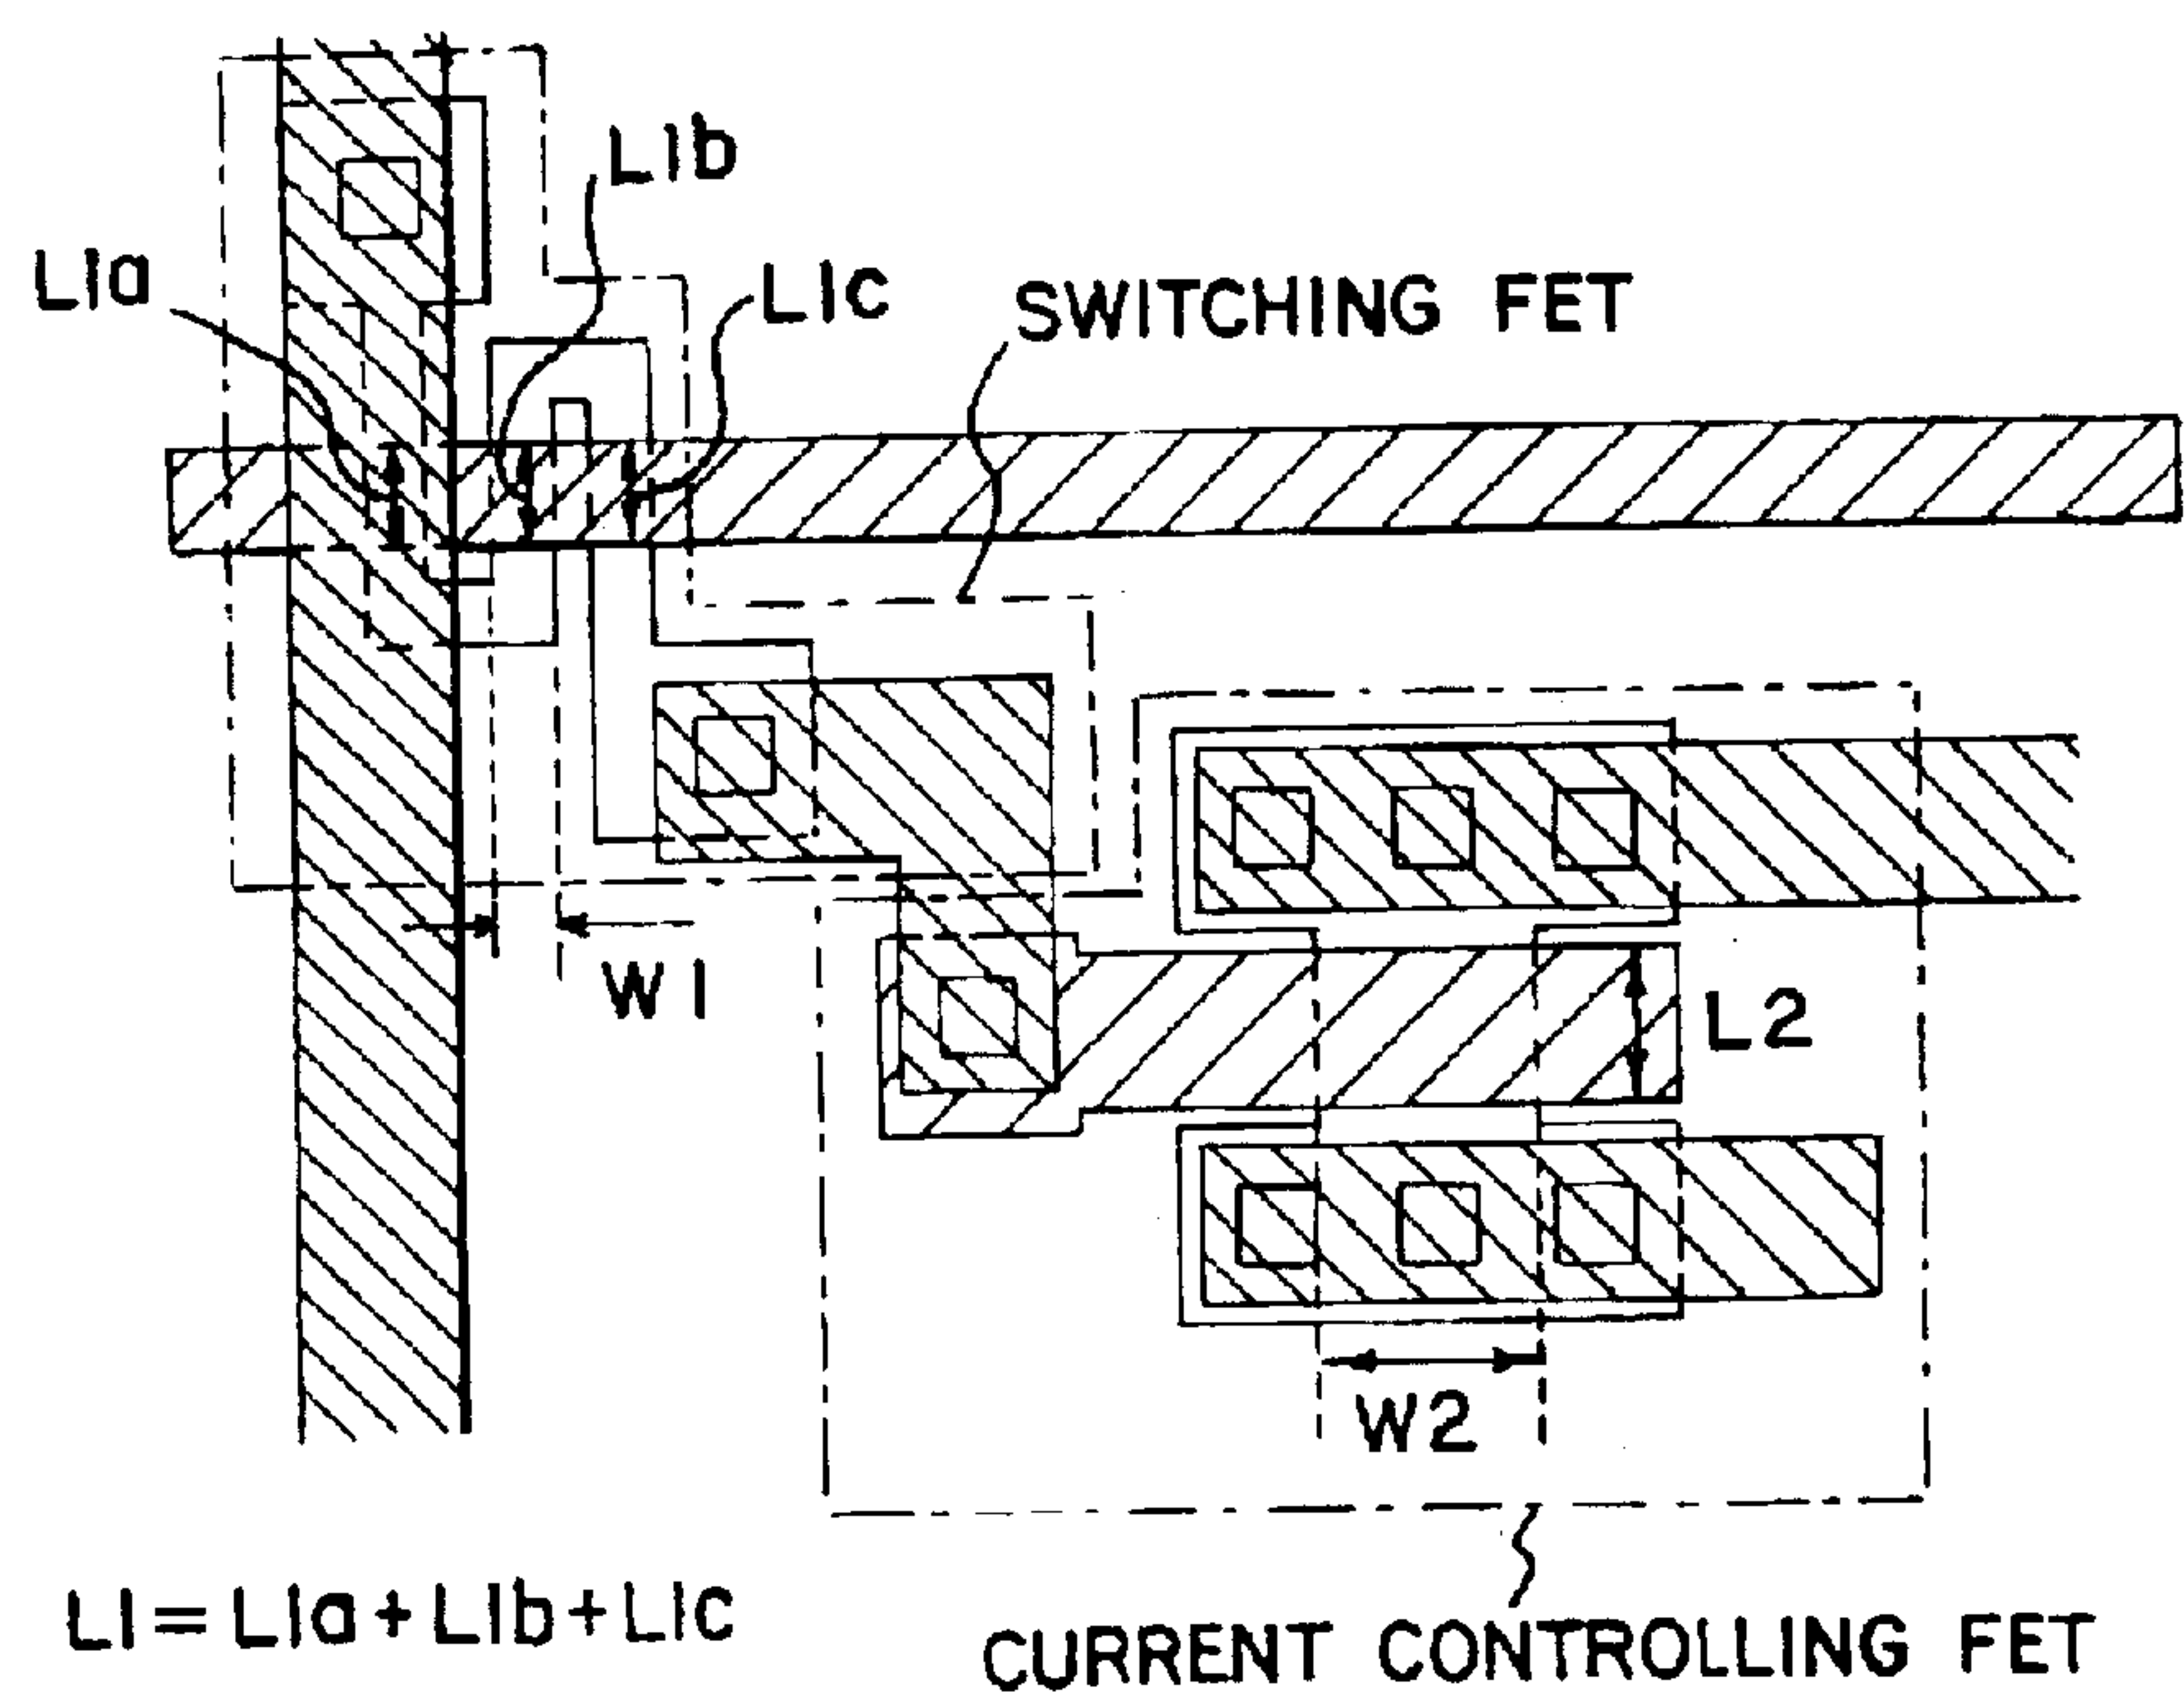 L1b
L1a
L1c
SWITCHING FET
W1
L2
W2
L1=L1a+L1b+L1c
CURRENT CONTROLLING FET